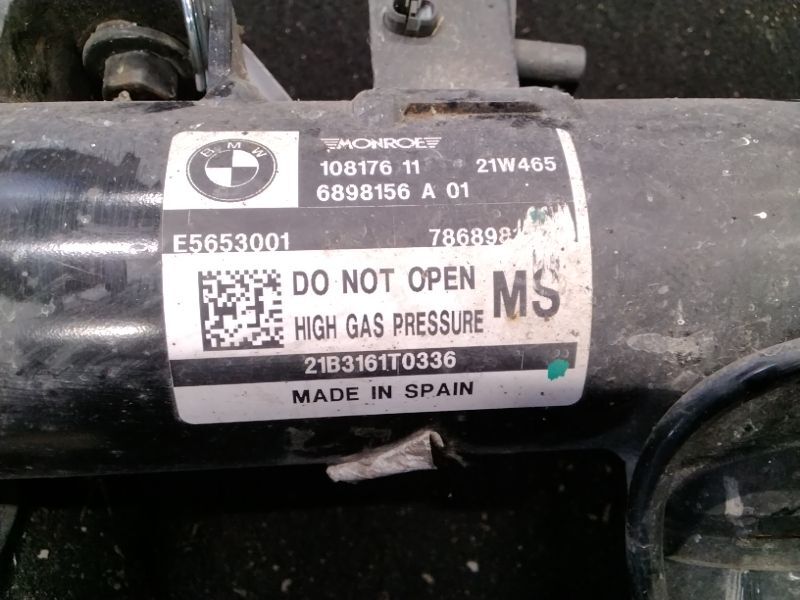 BMW
MONROE
108176 11 21W465
6898156 A 01
E5653001
DO NOT OPEN MS
HIGH GAS PRESSURE
21B3161T0336
MADE IN SPAIN